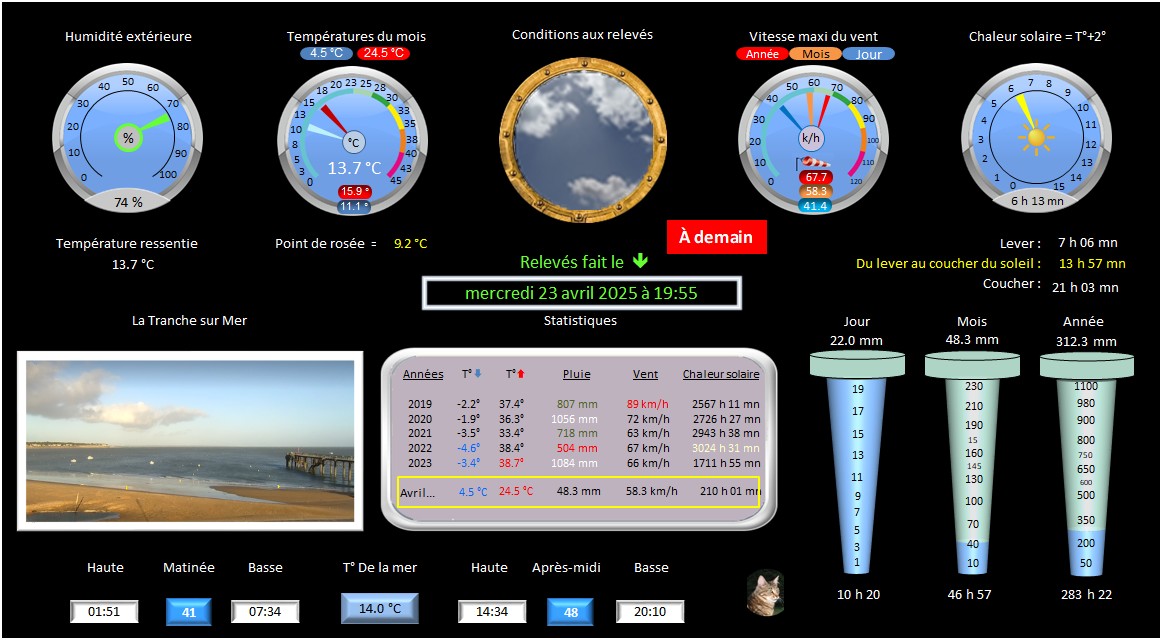 Humidité extérieure
Températures du mois
4.5 °C 24.5 °C
Conditions aux relevés
Vitesse maxi du vent
Année Mois Jour
Chaleur solaire = T°+2°
0 10 20 30 40 50 60 70 80 90 100
%
74 %
0 3 5 8 10 13 15 18 20 23 25 28 30 33 35 38 40 43 45
°C
13.7 °C
15.9 °
11.1 °
0 10 20 30 40 50 60 70 80 90 100 110 120
k/h
67.7
58.3
41.4
0 1 2 3 4 5 6 7 8 9 10 11 12 13 14 15
6 h 13 mn
Température ressentie
13.7 °C
Point de rosée = 9.2 °C
À demain
Relevés fait le
mercredi 23 avril 2025 à 19:55
Lever : 7 h 06 mn
Du lever au coucher du soleil : 13 h 57 mn
Coucher : 21 h 03 mn
La Tranche sur Mer
Statistiques
Années T° T° Pluie Vent Chaleur solaire
2019 -2.2° 37.4° 807 mm 89 km/h 2567 h 11 mn
2020 -1.9° 36.3° 1056 mm 72 km/h 2726 h 27 mn
2021 -3.5° 33.4° 718 mm 63 km/h 2943 h 38 mn
2022 -4.6° 38.4° 504 mm 67 km/h 3024 h 31 mn
2023 -3.4° 38.7° 1084 mm 66 km/h 1711 h 55 mn
Avril... 4.5 °C 24.5 °C 48.3 mm 58.3 km/h 210 h 01 mn
Jour
22.0 mm
19
17
15
13
11
9
7
5
3
1
10 h 20
Mois
48.3 mm
230
210
190
15
160
145
130
100
70
40
10
46 h 57
Année
312.3 mm
1100
980
900
800
750
650
600
500
350
200
50
283 h 22
Haute Matinée Basse
01:51 41 07:34
T° De la mer
14.0 °C
Haute Après-midi Basse
14:34 48 20:10